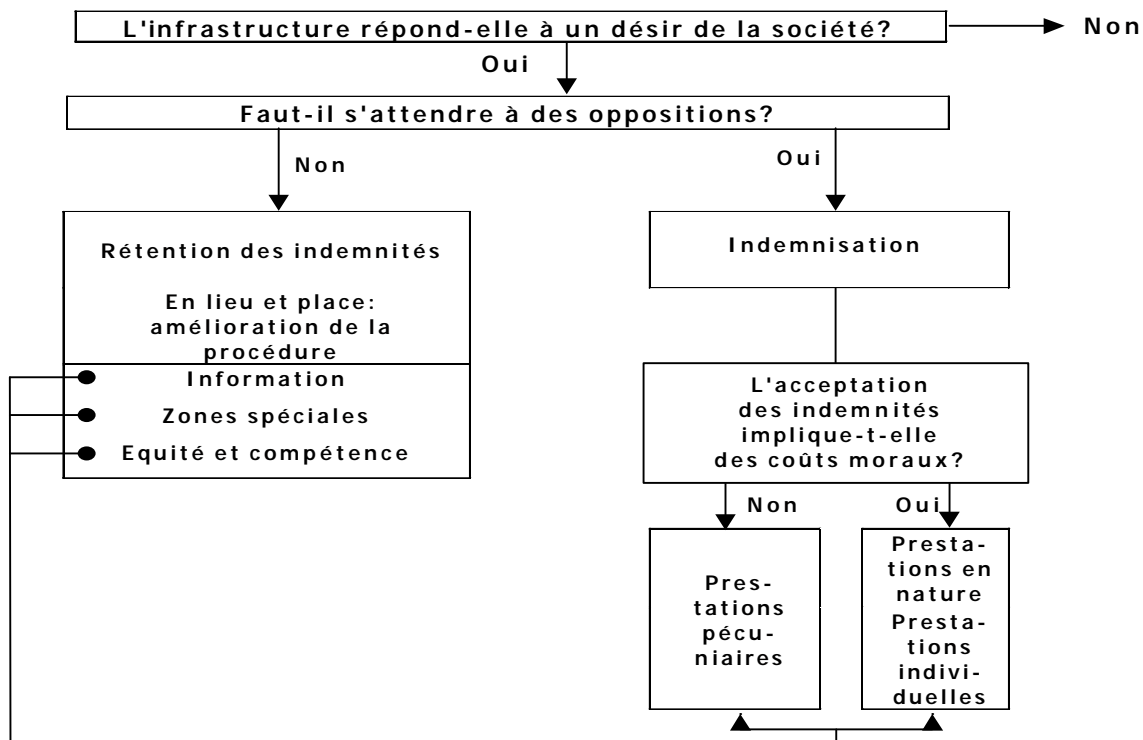 L'infrastructure répond-elle à un désir de la société?
Non
Oui
Faut-il s'attendre à des oppositions?
Non
Oui
Rétention des indemnités
En lieu et place:
amélioration de la
procédure
Information
Zones spéciales
Equité et compétence
Indemnisation
L'acceptation
des indemnités
implique-t-elle
des coûts moraux?
Non
Oui
Pres-
tations
pécu-
niaires
Presta-
tions en
nature
Presta-
tions
indivi-
duelles